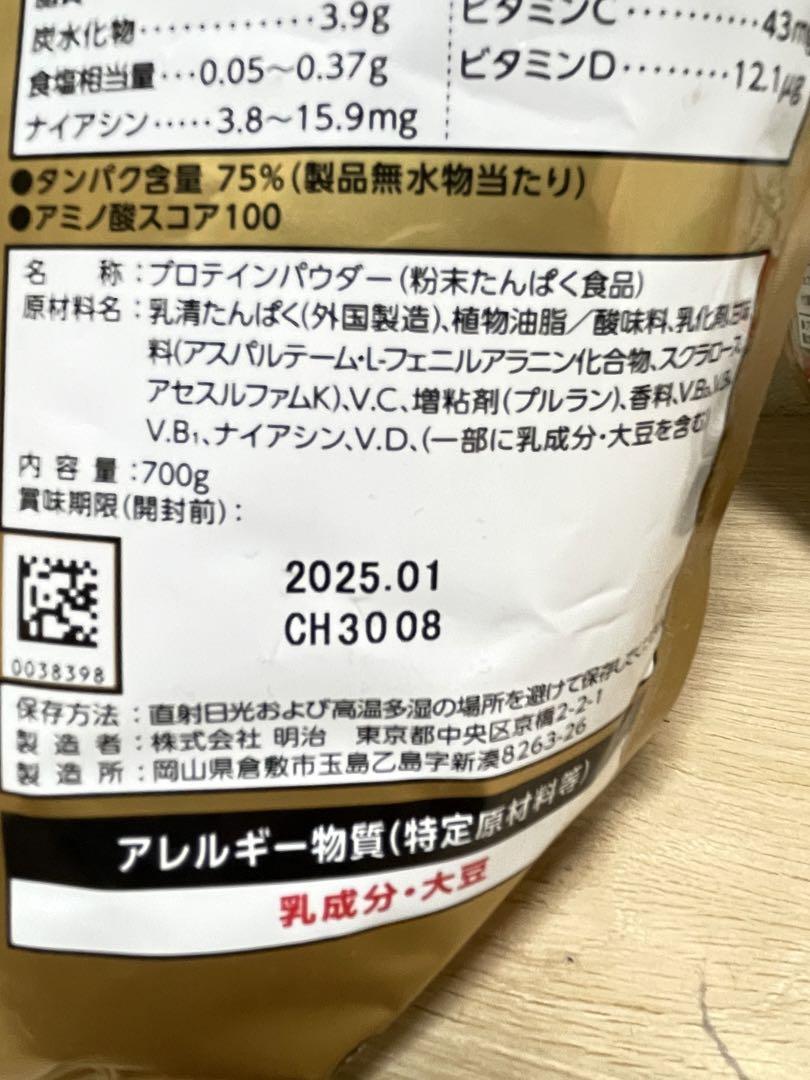 炭水化物············3.9g
食塩相当量···0.05〜0.37g
ナイアシン·····3.8〜15.9mg
ビタミンC···········43mg
ビタミンD········12.1μg
●タンパク含量 75%(製品無水物当たり)
●アミノ酸スコア100
名 称:プロテインパウダー(粉末たんぱく食品)
原材料名:乳清たんぱく(外国製造)、植物油脂/酸味料、乳化剤、甘味
料(アスパルテーム・L-フェニルアラニン化合物、スクラロース、
アセスルファムK)、V.C、増粘剤(プルラン)、香料、
V.B₁、ナイアシン、V.D、(一部に乳成分・大豆を含む)
内容量:700g
賞味期限(開封前):
2025.01
CH3008
0038398
保存方法:直射日光および高温多湿の場所を避けて保存してください
製造者:株式会社 明治 東京都中央区京橋2-2-1
製造所:岡山県倉敷市玉島乙島字新湊8263-26
アレルギー物質(特定原材料等)
乳成分・大豆